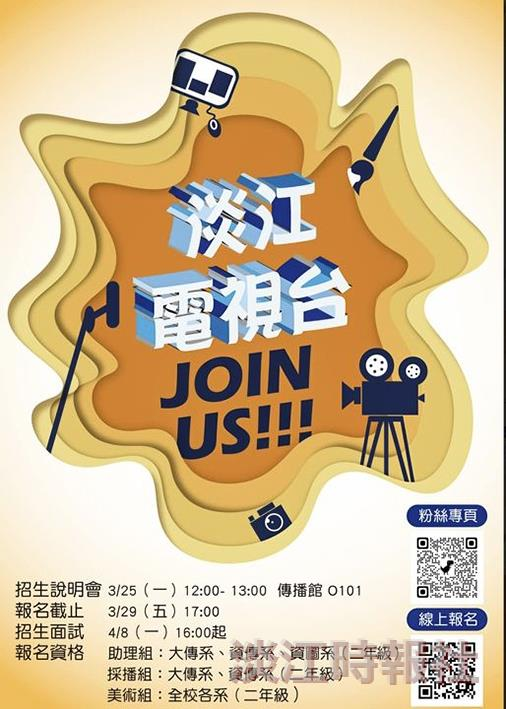 淡江
電視台
JOIN
US!!!
粉絲專頁
線上報名
招生說明會 3/25（一）12:00- 13:00 傳播館 O101
報名截止 3/29（五）17:00
招生面試 4/8（一）16:00起
報名資格 助理組：大傳系、資傳系、資圖系（二年級）
採播組：大傳系、資傳系（二年級）
美術組：全校各系（二年級）
淡江時報社